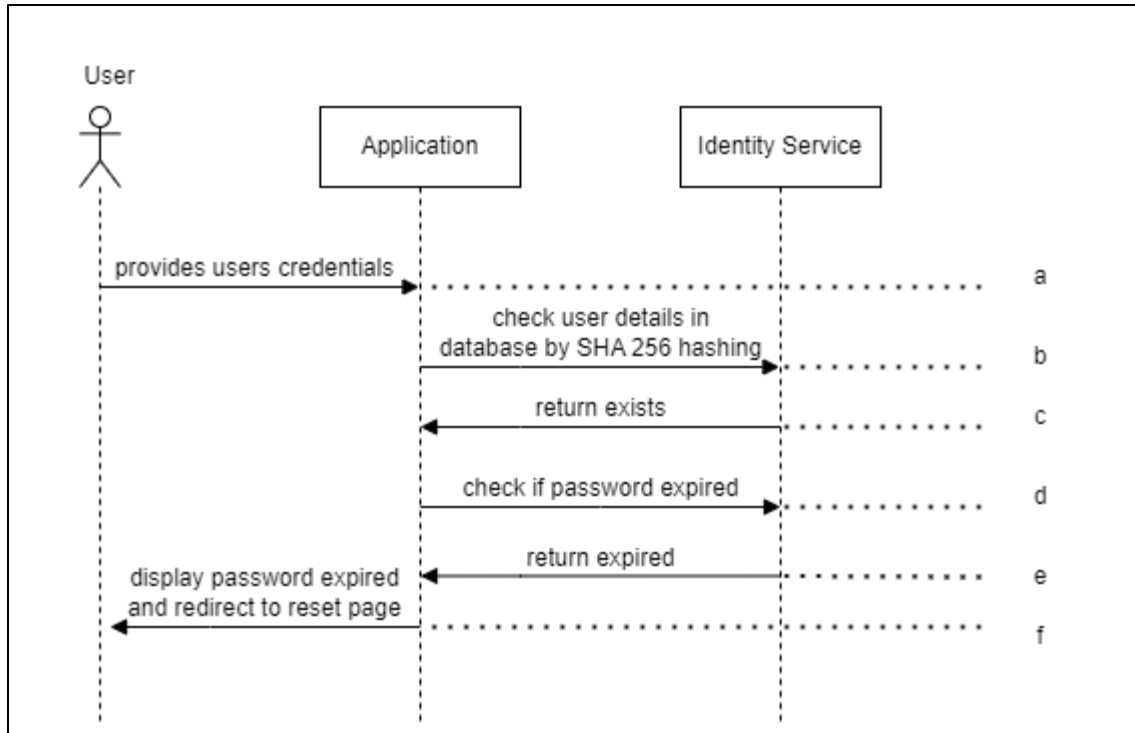 User
Application
Identity Service
provides users credentials
a
check user details in
database by SHA 256 hashing
b
return exists
c
check if password expired
d
return expired
e
display password expired
and redirect to reset page
f